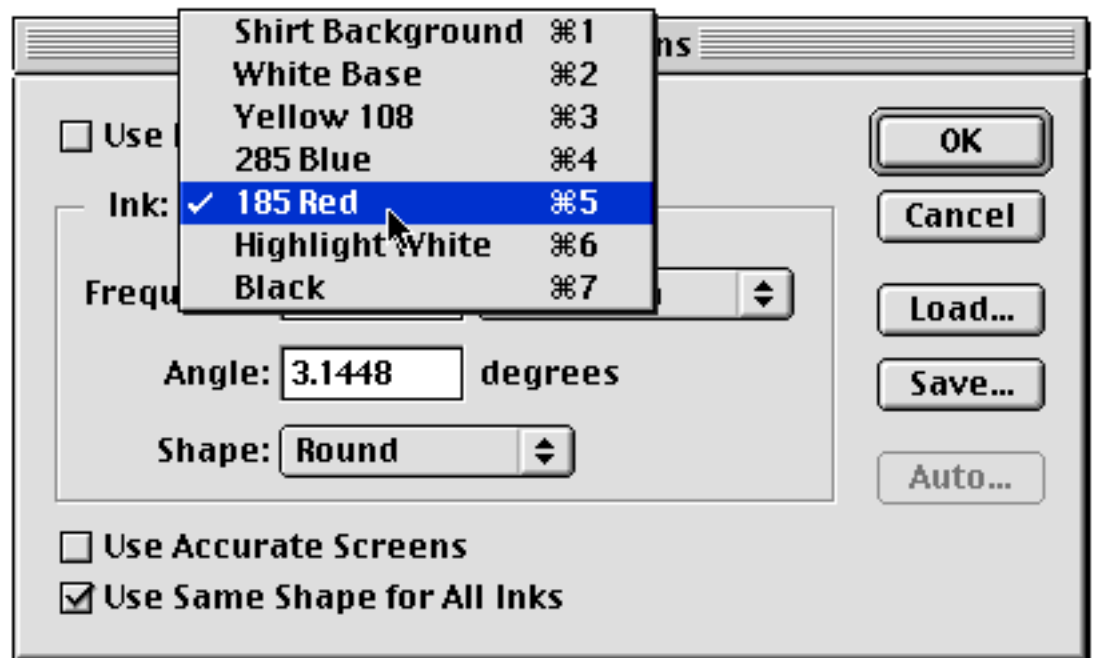 Shirt Background ⌘1
ns
White Base ⌘2
Yellow 108 ⌘3
Use
OK
285 Blue ⌘4
Ink: ✓ 185 Red ⌘5
Cancel
Highlight White ⌘6
Frequ
Black ⌘7
Load...
Angle: 3.1448 degrees
Save...
Shape: Round
Auto...
Use Accurate Screens
Use Same Shape for All Inks